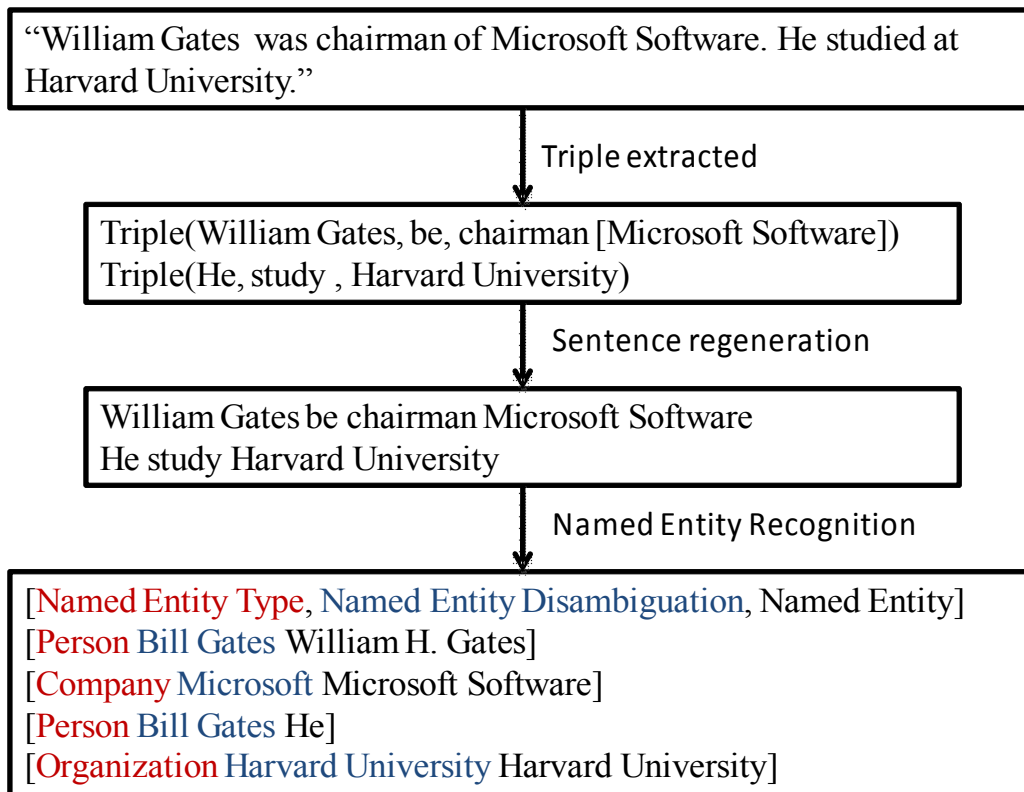 “William Gates was chairman of Microsoft Software. He studied at
Harvard University.”
Triple extracted
Triple(William Gates, be, chairman [Microsoft Software])
Triple(He, study , Harvard University)
Sentence regeneration
William Gates be chairman Microsoft Software
He study Harvard University
Named Entity Recognition
[Named Entity Type, Named Entity Disambiguation, Named Entity]
[Person Bill Gates William H. Gates]
[Company Microsoft Microsoft Software]
[Person Bill Gates He]
[Organization Harvard University Harvard University]